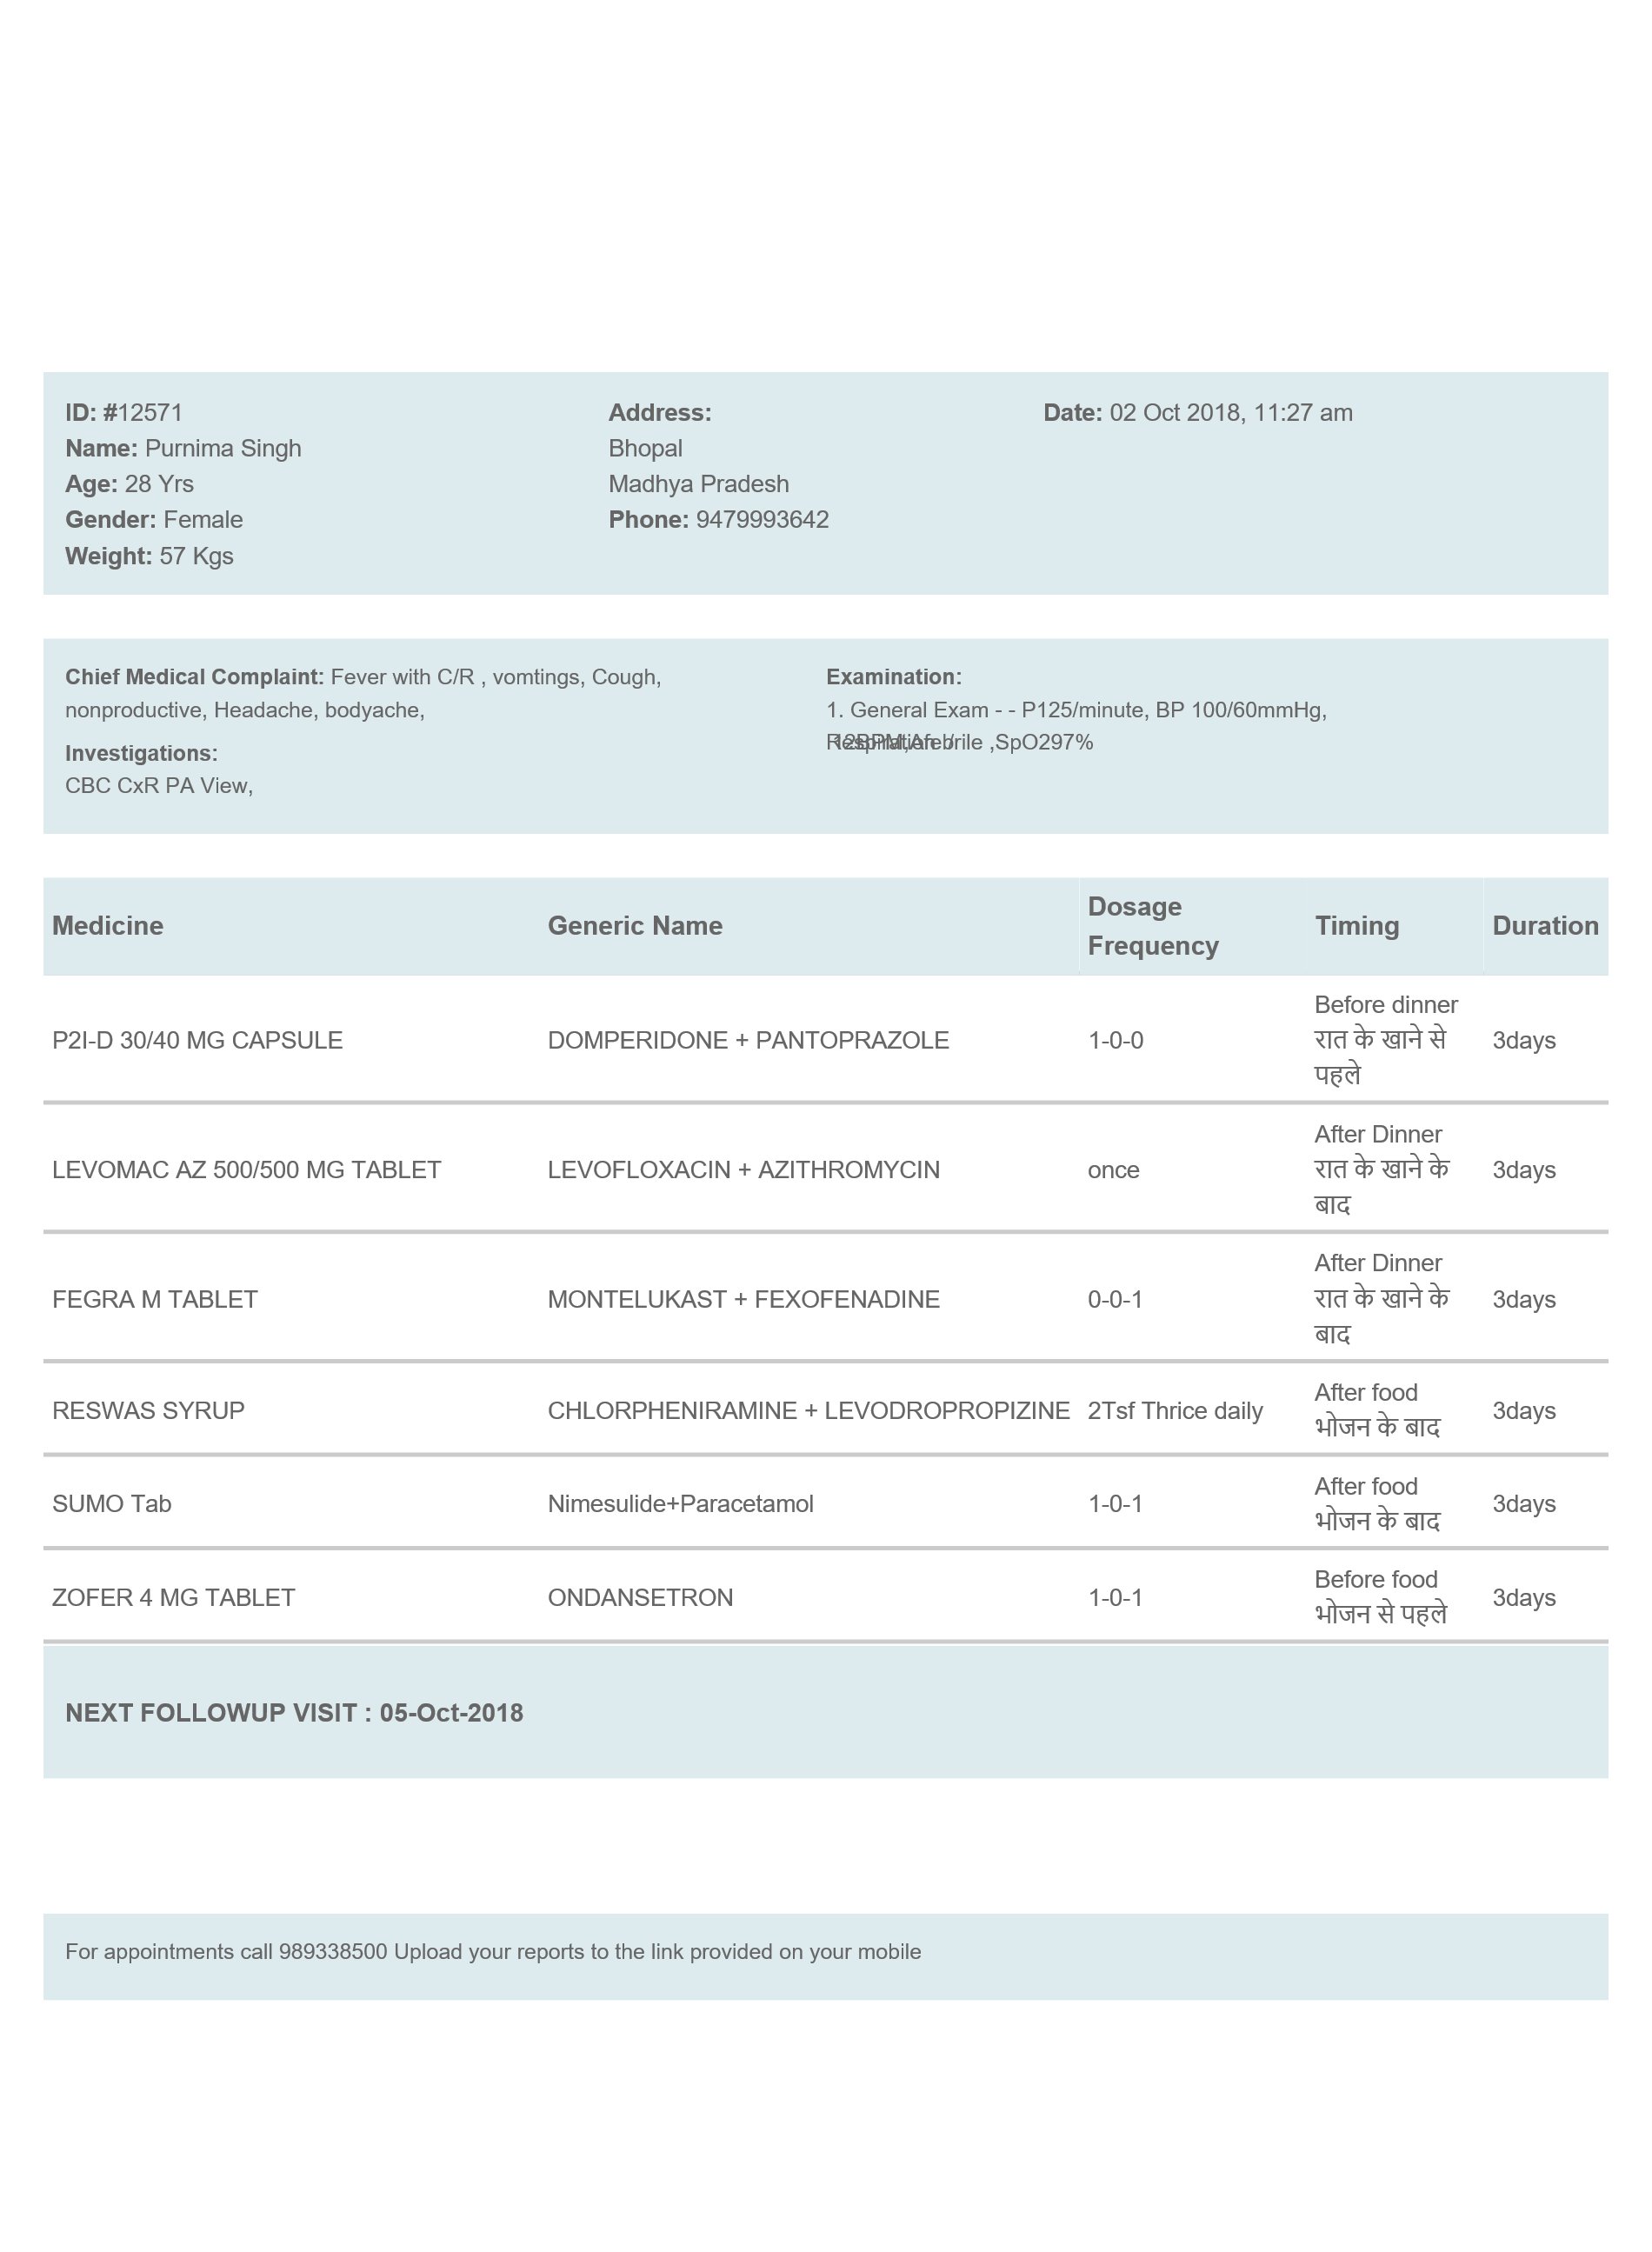 ID: #12571
Name: Purnima Singh
Age: 28 Yrs
Gender: Female
Weight: 57 Kgs
Address:
Bhopal
Madhya Pradesh
Phone: 9479993642
Date: 02 Oct 2018, 11:27 am
Chief Medical Complaint: Fever with C/R , vomtings, Cough,
nonproductive, Headache, bodyache,
Investigations:
CBC CxR PA View,
Examination:
1. General Exam - - P125/minute, BP 100/60mmHg,
,SpO297%
Medicine Generic Name Dosage Frequency Timing Duration
P2I-D 30/40 MG CAPSULE DOMPERIDONE + PANTOPRAZOLE 1-0-0 Before dinner रात के खाने से पहले 3days
LEVOMAC AZ 500/500 MG TABLET LEVOFLOXACIN + AZITHROMYCIN once After Dinner रात के खाने के बाद 3days
FEGRA M TABLET MONTELUKAST + FEXOFENADINE 0-0-1 After Dinner रात के खाने के बाद 3days
RESWAS SYRUP CHLORPHENIRAMINE + LEVODROPROPIZINE 2Tsf Thrice daily After food भोजन के बाद 3days
SUMO Tab Nimesulide+Paracetamol 1-0-1 After food भोजन के बाद 3days
ZOFER 4 MG TABLET ONDANSETRON 1-0-1 Before food भोजन से पहले 3days
NEXT FOLLOWUP VISIT : 05-Oct-2018
For appointments call 989338500 Upload your reports to the link provided on your mobile